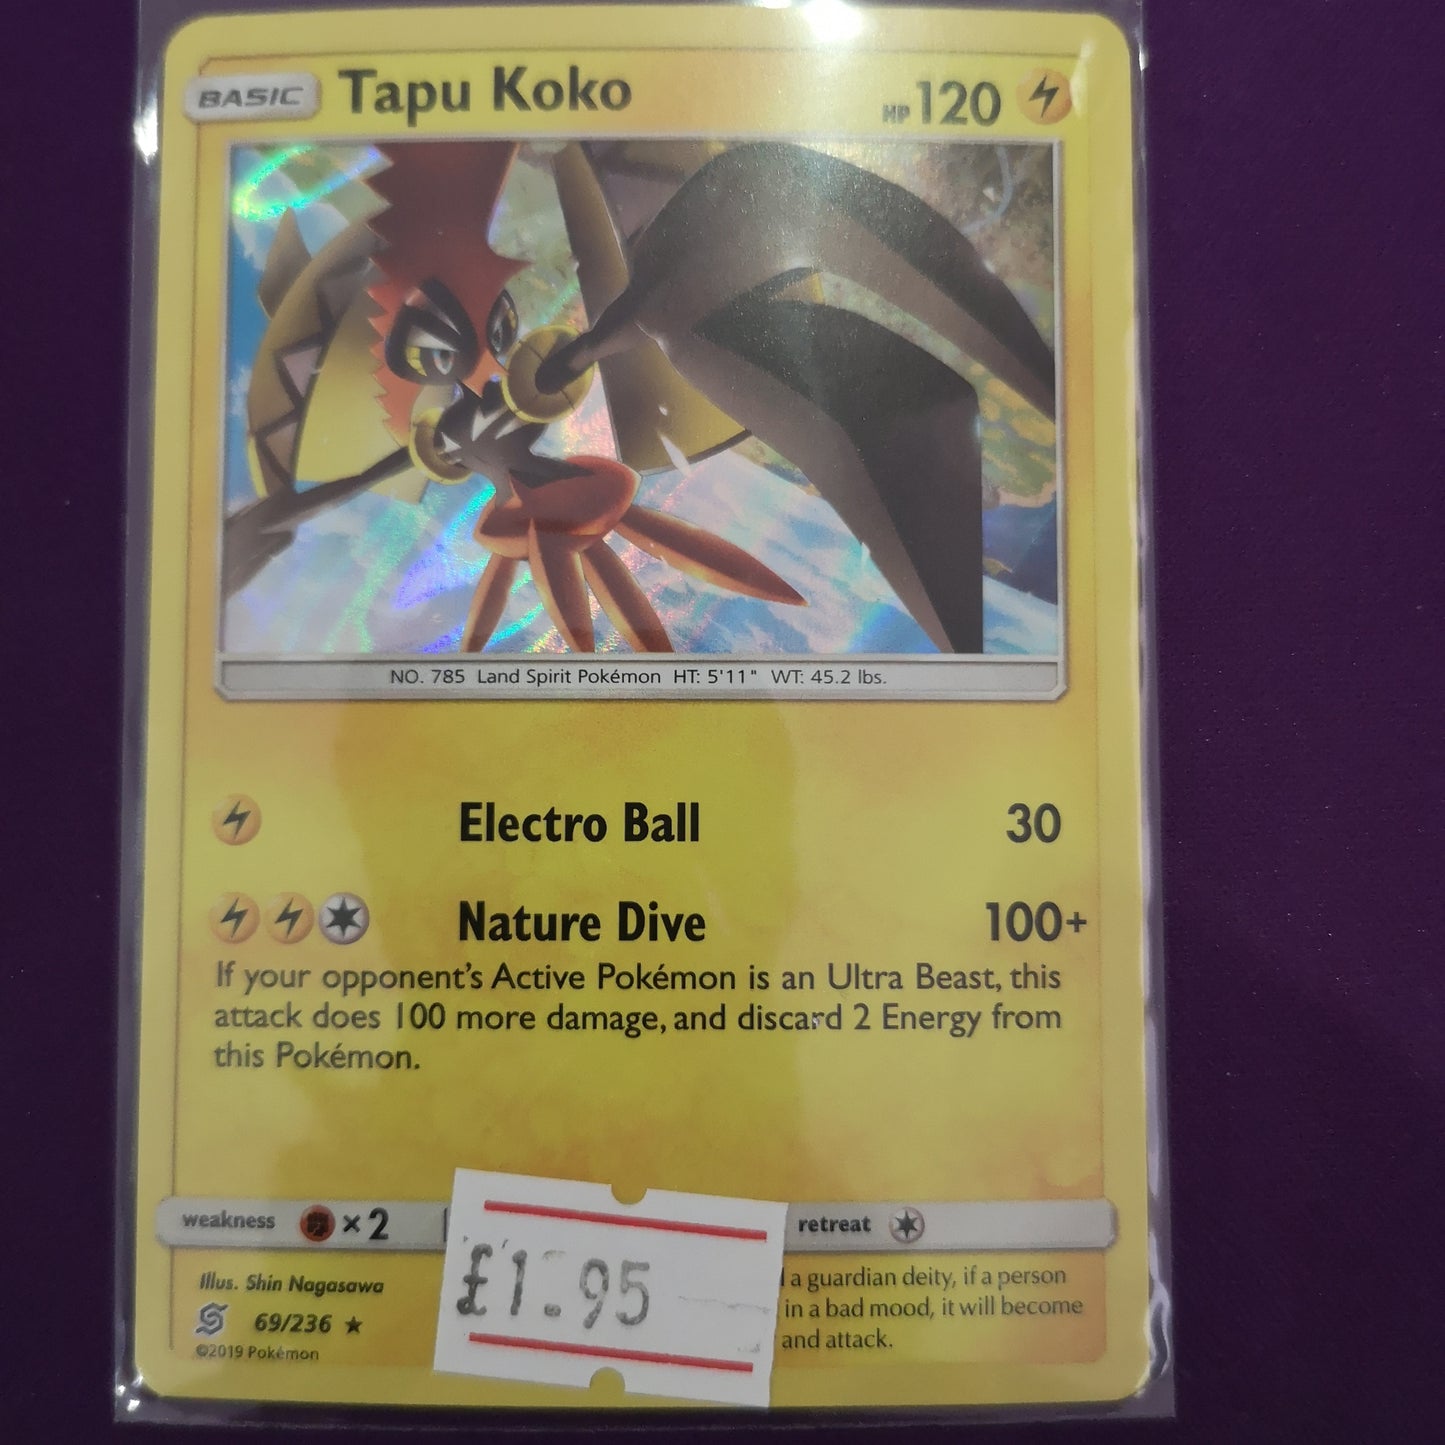 BASIC Tapu Koko HP 120
NO. 785 Land Spirit Pokémon HT: 5'11" WT: 45.2 lbs.
Electro Ball 30
Nature Dive 100+
If your opponent's Active Pokémon is an Ultra Beast, this
attack does 100 more damage, and discard 2 Energy from
this Pokémon.
weakness ×2 retreat
Illus. Shin Nagasawa
69/236
©2019 Pokémon
£1.95
a guardian deity, if a person
in a bad mood, it will become
and attack.